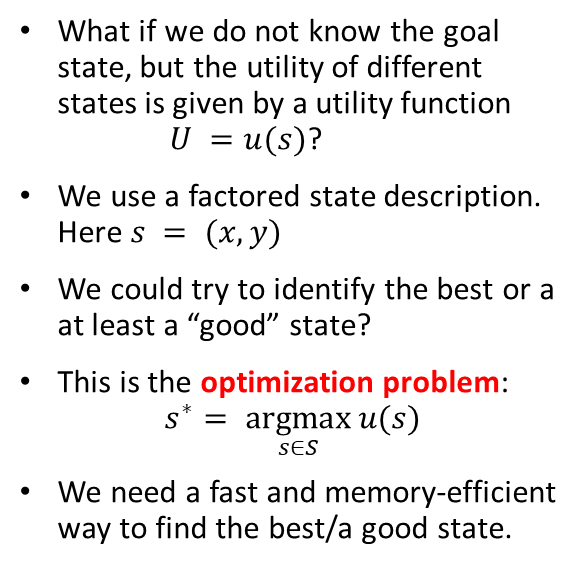 • What if we do not know the goal
state, but the utility of different
states is given by a utility function
U = u(s)?
• We use a factored state description.
Here s = (x, y)
• We could try to identify the best or a
at least a “good” state?
• This is the optimization problem:
s* = argmax u(s)
s∈S
• We need a fast and memory-efficient
way to find the best/a good state.